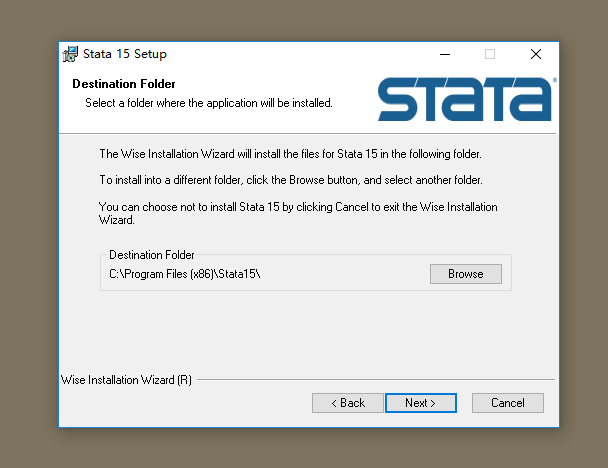 Stata 15 Setup
Destination Folder
Select a folder where the application will be installed.
STATA
The Wise Installation Wizard will install the files for Stata 15 in the following folder.
To install into a different folder, click the Browse button, and select another folder.
You can choose not to install Stata 15 by clicking Cancel to exit the Wise Installation
Wizard.
Destination Folder
C:\Program Files (x86)\Stata15\
Browse
Wise Installation Wizard (R)
< Back
Next >
Cancel